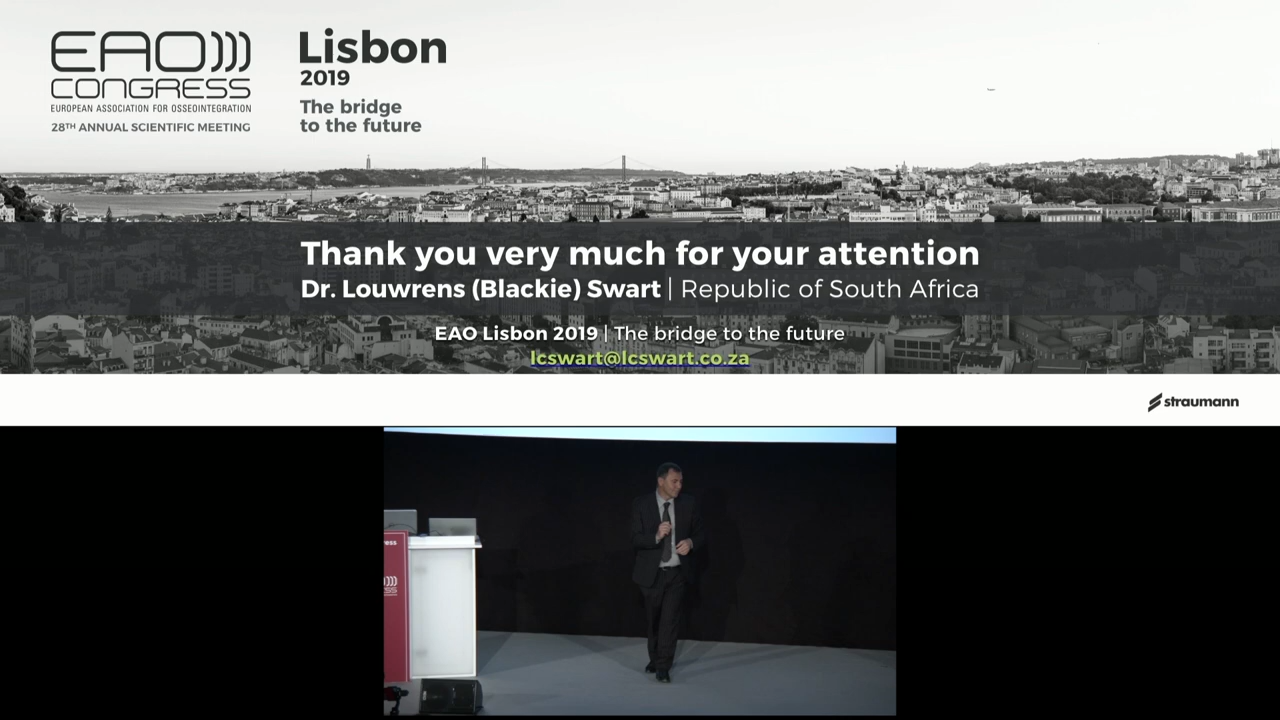 EAO)))
CONGRESS
EUROPEAN ASSOCIATION FOR OSSEOINTEGRATION
28TH ANNUAL SCIENTIFIC MEETING
Lisbon
2019
The bridge
to the future
Thank you very much for your attention
Dr. Louwrens (Blackie) Swart | Republic of South Africa
EAO Lisbon 2019 | The bridge to the future
lcswart@lcswart.co.za
straumann